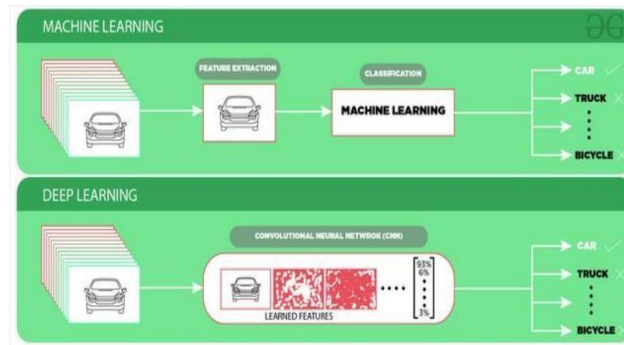 MACHINE LEARNING
FEATURE EXTRACTION
CLASSIFICATION
MACHINE LEARNING
CAR
TRUCK
BICYCLE
DEEP LEARNING
CONVOLUTIONAL NEURAL NETWROK (CNN)
93%
6%
3%
LEARNED FEATURES
CAR
TRUCK
BICYCLE